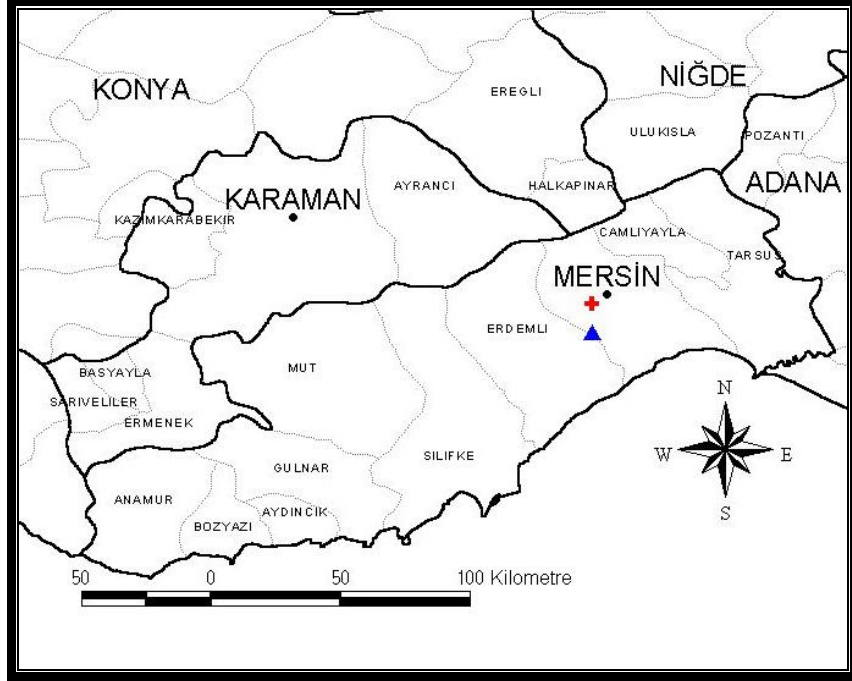 NİĞDE
KONYA
EREGLI
ULUKISLA
POZANTI
ADANA
AYRANCI
HALKAPINAR
KARAMAN
KAZIMKARABEKIR
CAMLIYAYLA
TARSUS
MERSİN
ERDEMLI
MUT
BASYAYLA
SARIVELILER
ERMENEK
N
W E
S
SILIFKE
GULNAR
ANAMUR
AYDINCIK
BOZYAZI
50 0 50 100 Kilometre